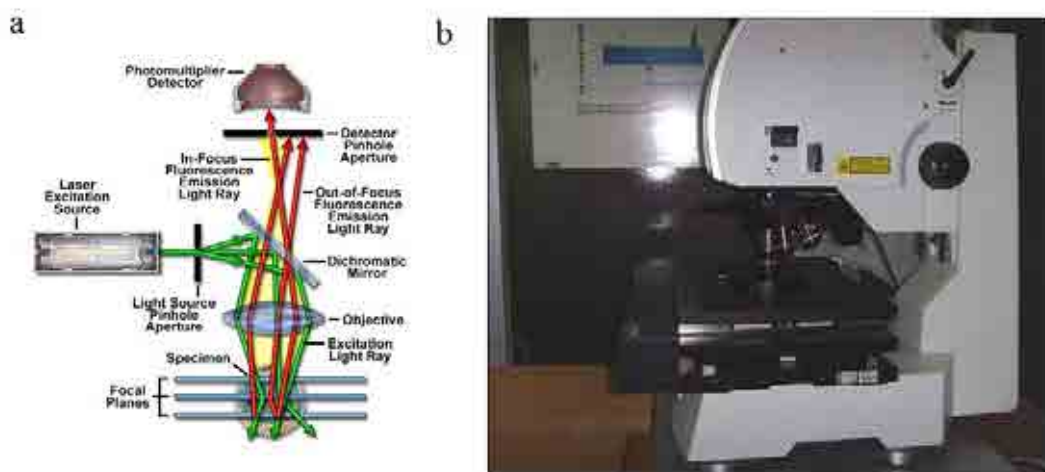 a
b
Photomultiplier
Detector
Detector
Pinhole
Aperture
In-Focus
Fluorescence
Emission
Light Ray
Laser
Excitation
Source
Out-of-Focus
Fluorescence
Emission
Light Ray
Dichromatic
Mirror
Light Source
Pinhole
Aperture
Objective
Excitation
Light Ray
Specimen
Focal
Planes